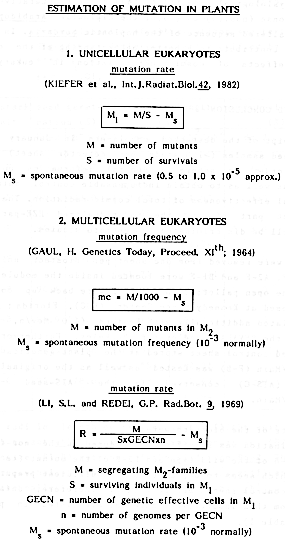 ESTIMATION OF MUTATION IN PLANTS
1. UNICELLULAR EUKARYOTES
mutation rate
(KIEFER et al., Int.J.Radiat.Biol.42, 1982)
M_i = M/S - M_s
M = number of mutants
S = number of survivals
M_s = spontaneous mutation rate (0.5 to 1.0 x 10^-5 approx.)
2. MULTICELLULAR EUKARYOTES
mutation frequency
(GAUL, H. Genetics Today, Proceed. XI^th; 1964)
mc = M/1000 - M_s
M = number of mutants in M_2
M_s = spontaneous mutation frequency (10^-3 normally)
mutation rate
(LI, S.L. and REDEI, G.P. Rad.Bot. 9, 1969)
R = M / SxGECNxn - M_s
M = segregating M_2-families
S = surviving individuals in M_1
GECN = number of genetic effective cells in M_1
n = number of genomes per GECN
M_s = spontaneous mutation rate (10^-3 normally)